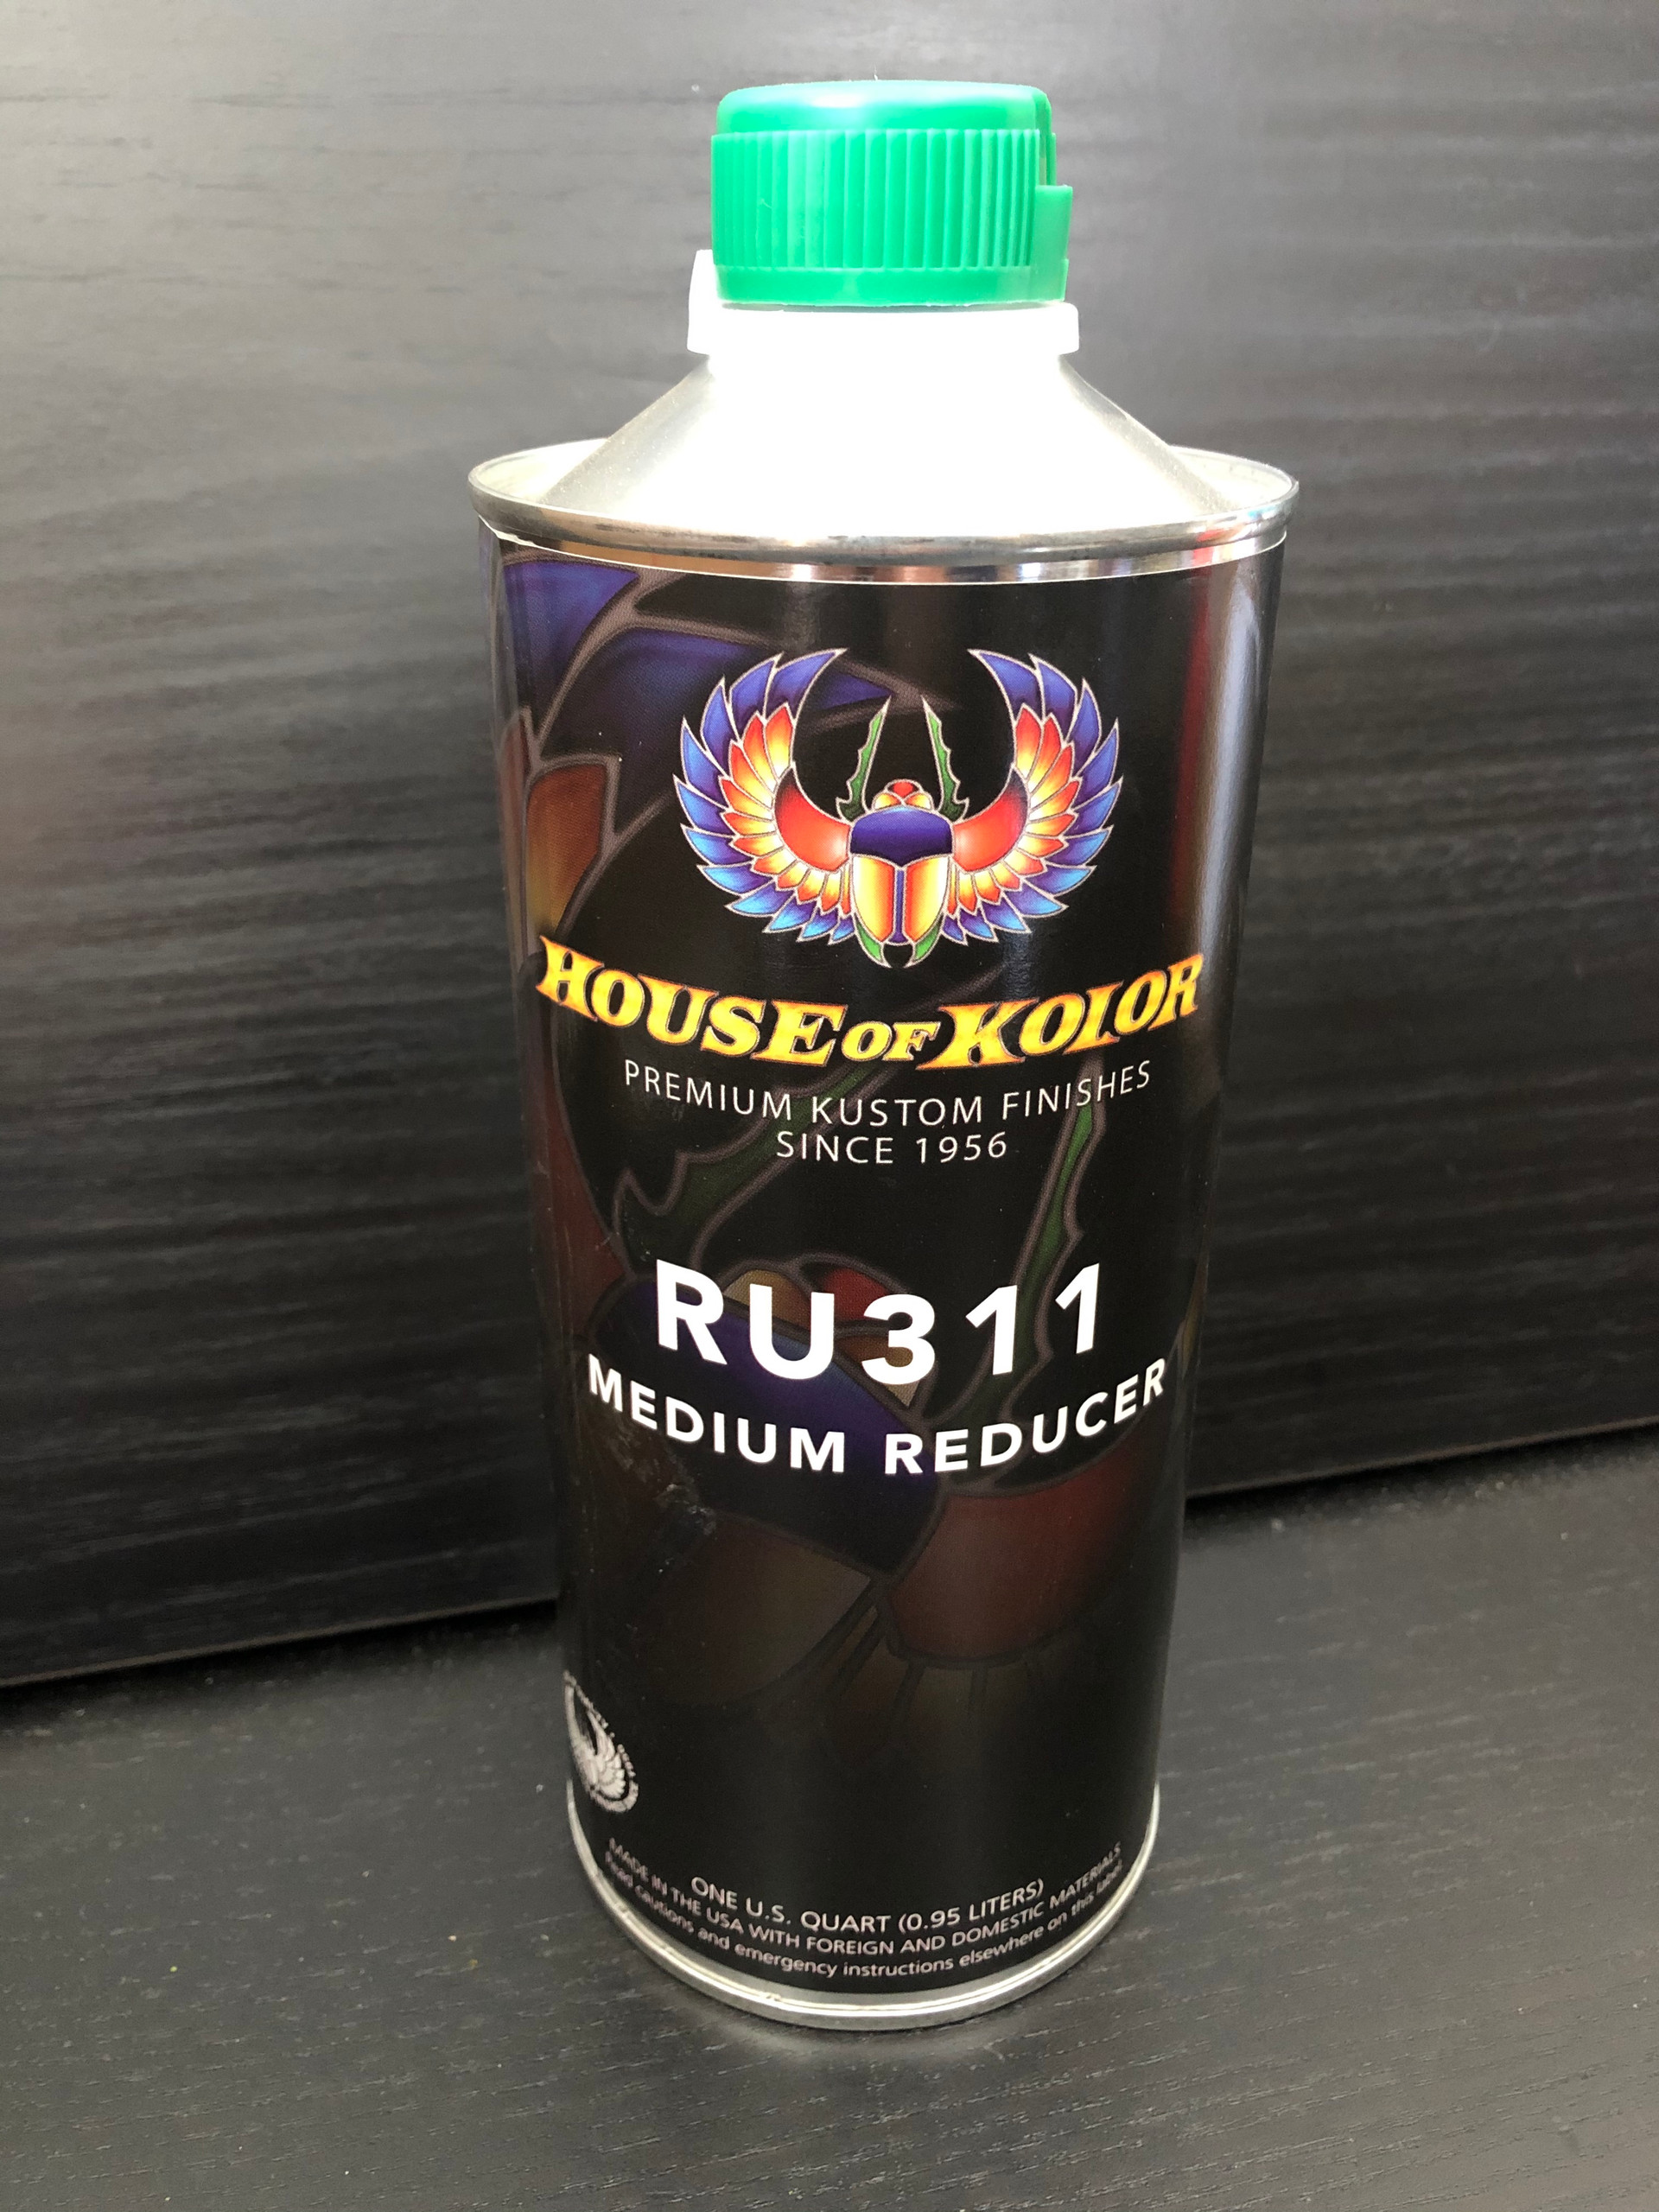 HOUSE OF KOLOR
PREMIUM KUSTOM FINISHES
SINCE 1956
RU311
MEDIUM REDUCER
ONE U.S. QUART (0.95 LITERS)
MADE IN THE USA WITH FOREIGN AND DOMESTIC MATERIALS
Read cautions and emergency instructions elsewhere on this label